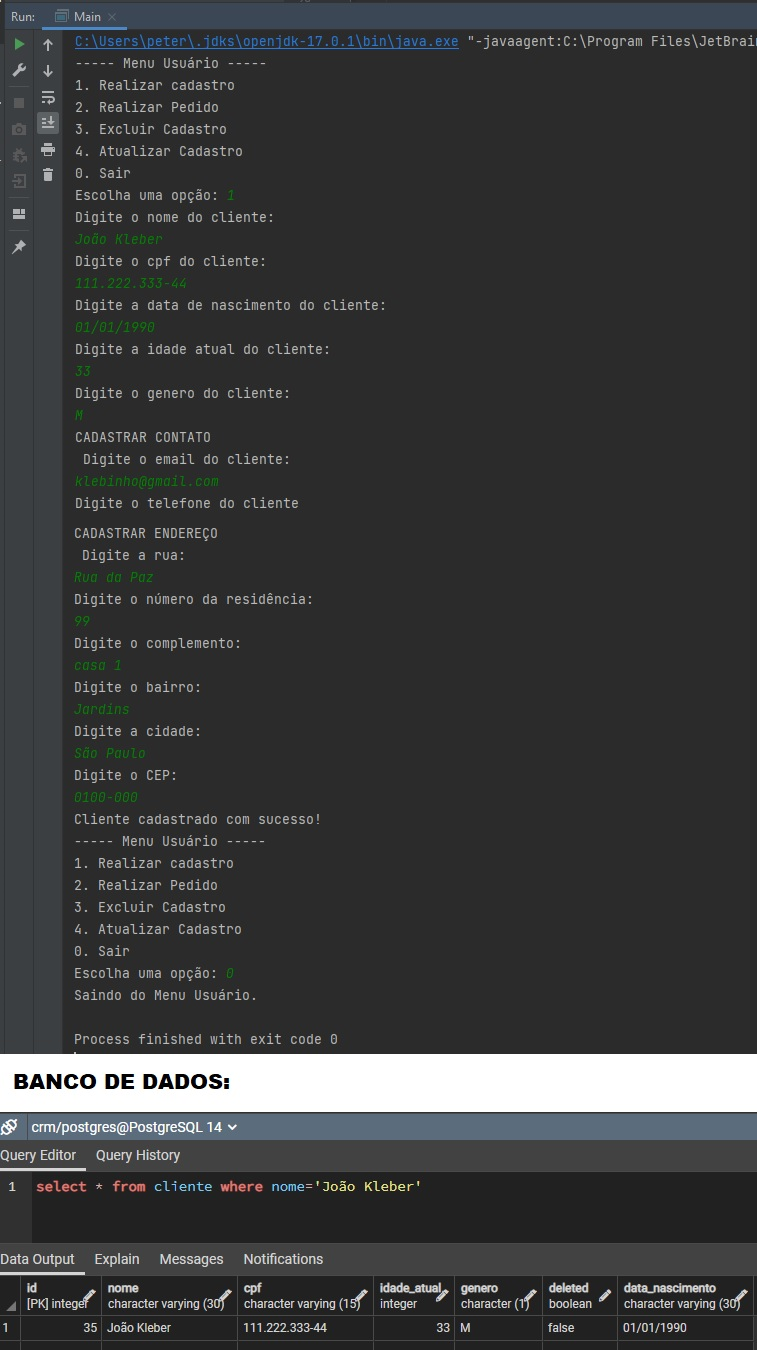 Run: Main
C:\Users\peter\.jdks\openjdk-17.0.1\bin\java.exe "-javaagent:C:\Program Files\JetBrai
----- Menu Usuário -----
1. Realizar cadastro
2. Realizar Pedido
3. Excluir Cadastro
4. Atualizar Cadastro
0. Sair
Escolha uma opção: 1
Digite o nome do cliente:
João Kleber
Digite o cpf do cliente:
111.222.333-44
Digite a data de nascimento do cliente:
01/01/1990
Digite a idade atual do cliente:
33
Digite o genero do cliente:
M
CADASTRAR CONTATO
Digite o email do cliente:
klebinho@gmail.com
Digite o telefone do cliente
CADASTRAR ENDEREÇO
Digite a rua:
Rua da Paz
Digite o número da residência:
99
Digite o complemento:
casa 1
Digite o bairro:
Jardins
Digite a cidade:
São Paulo
Digite o CEP:
0100-000
Cliente cadastrado com sucesso!
----- Menu Usuário -----
1. Realizar cadastro
2. Realizar Pedido
3. Excluir Cadastro
4. Atualizar Cadastro
0. Sair
Escolha uma opção: 0
Saindo do Menu Usuário.
Process finished with exit code 0
BANCO DE DADOS:
crm/postgres@PostgreSQL 14
Query Editor Query History
1 select * from cliente where nome='João Kleber'
Data Output Explain Messages Notifications
id nome cpf idade_atual genero deleted data_nascimento
[PK] integer character varying (30) character varying (15) integer character (1) boolean character varying (30)
1 35 João Kleber 111.222.333-44 33 M false 01/01/1990